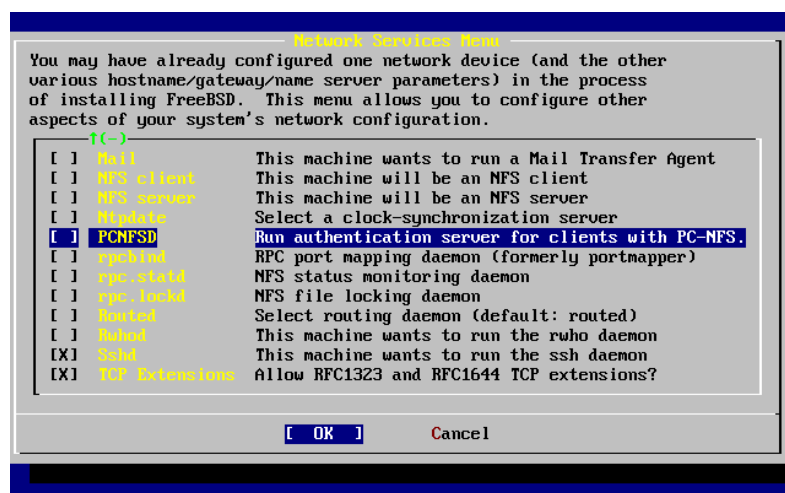 Network Services Menu
You may have already configured one network device (and the other
various hostname/gateway/name server parameters) in the process
of installing FreeBSD.  This menu allows you to configure other
aspects of your system's network configuration.
↑(-)
[ ] Mail This machine wants to run a Mail Transfer Agent
[ ] NFS client This machine will be an NFS client
[ ] NFS server This machine will be an NFS server
[ ] Ntpdate Select a clock-synchronization server
[ ] PCNFSD Run authentication server for clients with PC-NFS.
[ ] rpcbind RPC port mapping daemon (formerly portmapper)
[ ] rpc.statd NFS status monitoring daemon
[ ] rpc.lockd NFS file locking daemon
[ ] Routed Select routing daemon (default: routed)
[ ] Rwhod This machine wants to run the rwho daemon
[X] Sshd This machine wants to run the ssh daemon
[X] TCP Extensions Allow RFC1323 and RFC1644 TCP extensions?
[ OK ] Cancel